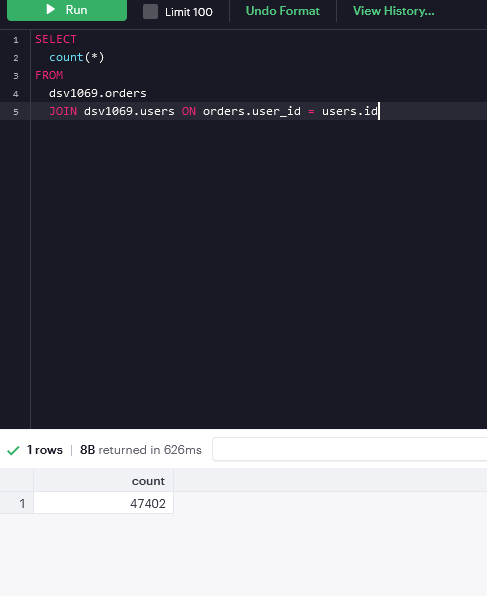 Run Limit 100 Undo Format View History...
1 SELECT
2 count(*)
3 FROM
4 dsv1069.orders
5 JOIN dsv1069.users ON orders.user_id = users.id
1 rows | 8B returned in 626ms
count
1 47402